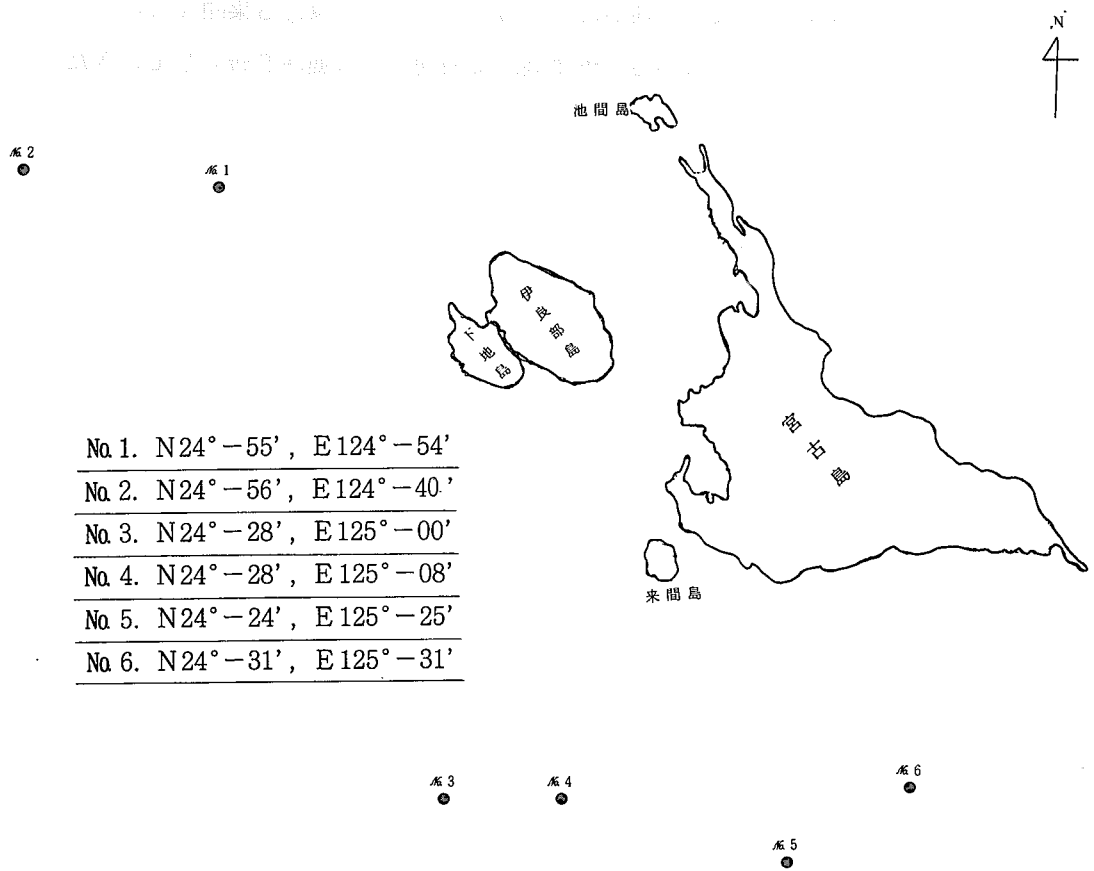 N
池間島
№ 2
№ 1
伊良部島
下地島
宮古島
№ 1. N24°−55', E124°−54'
№ 2. N24°−56', E124°−40'
№ 3. N24°−28', E125°−00'
№ 4. N24°−28', E125°−08'
№ 5. N24°−24', E125°−25'
№ 6. N24°−31', E125°−31'
来間島
№ 3
№ 4
№ 6
№ 5